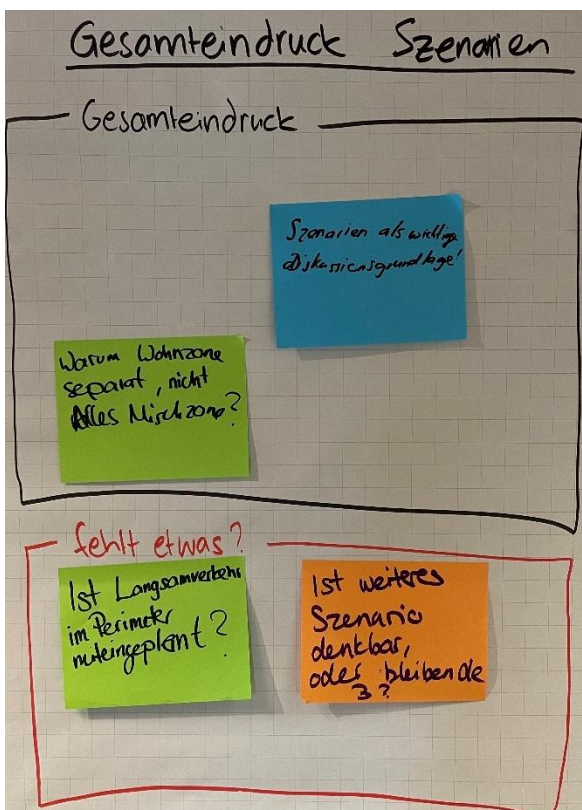 Gesamteindruck Szenarien
Gesamteindruck
Szenarien als wichtige
Diskussionsgrundlage!
Warum Wohnzone
separat, nicht
Alles Mischzone?
fehlt etwas?
Ist Langsamverkehr
im Perimeter
miteingeplant?
Ist weiteres
Szenario
denkbar,
oder bleiben die
3?